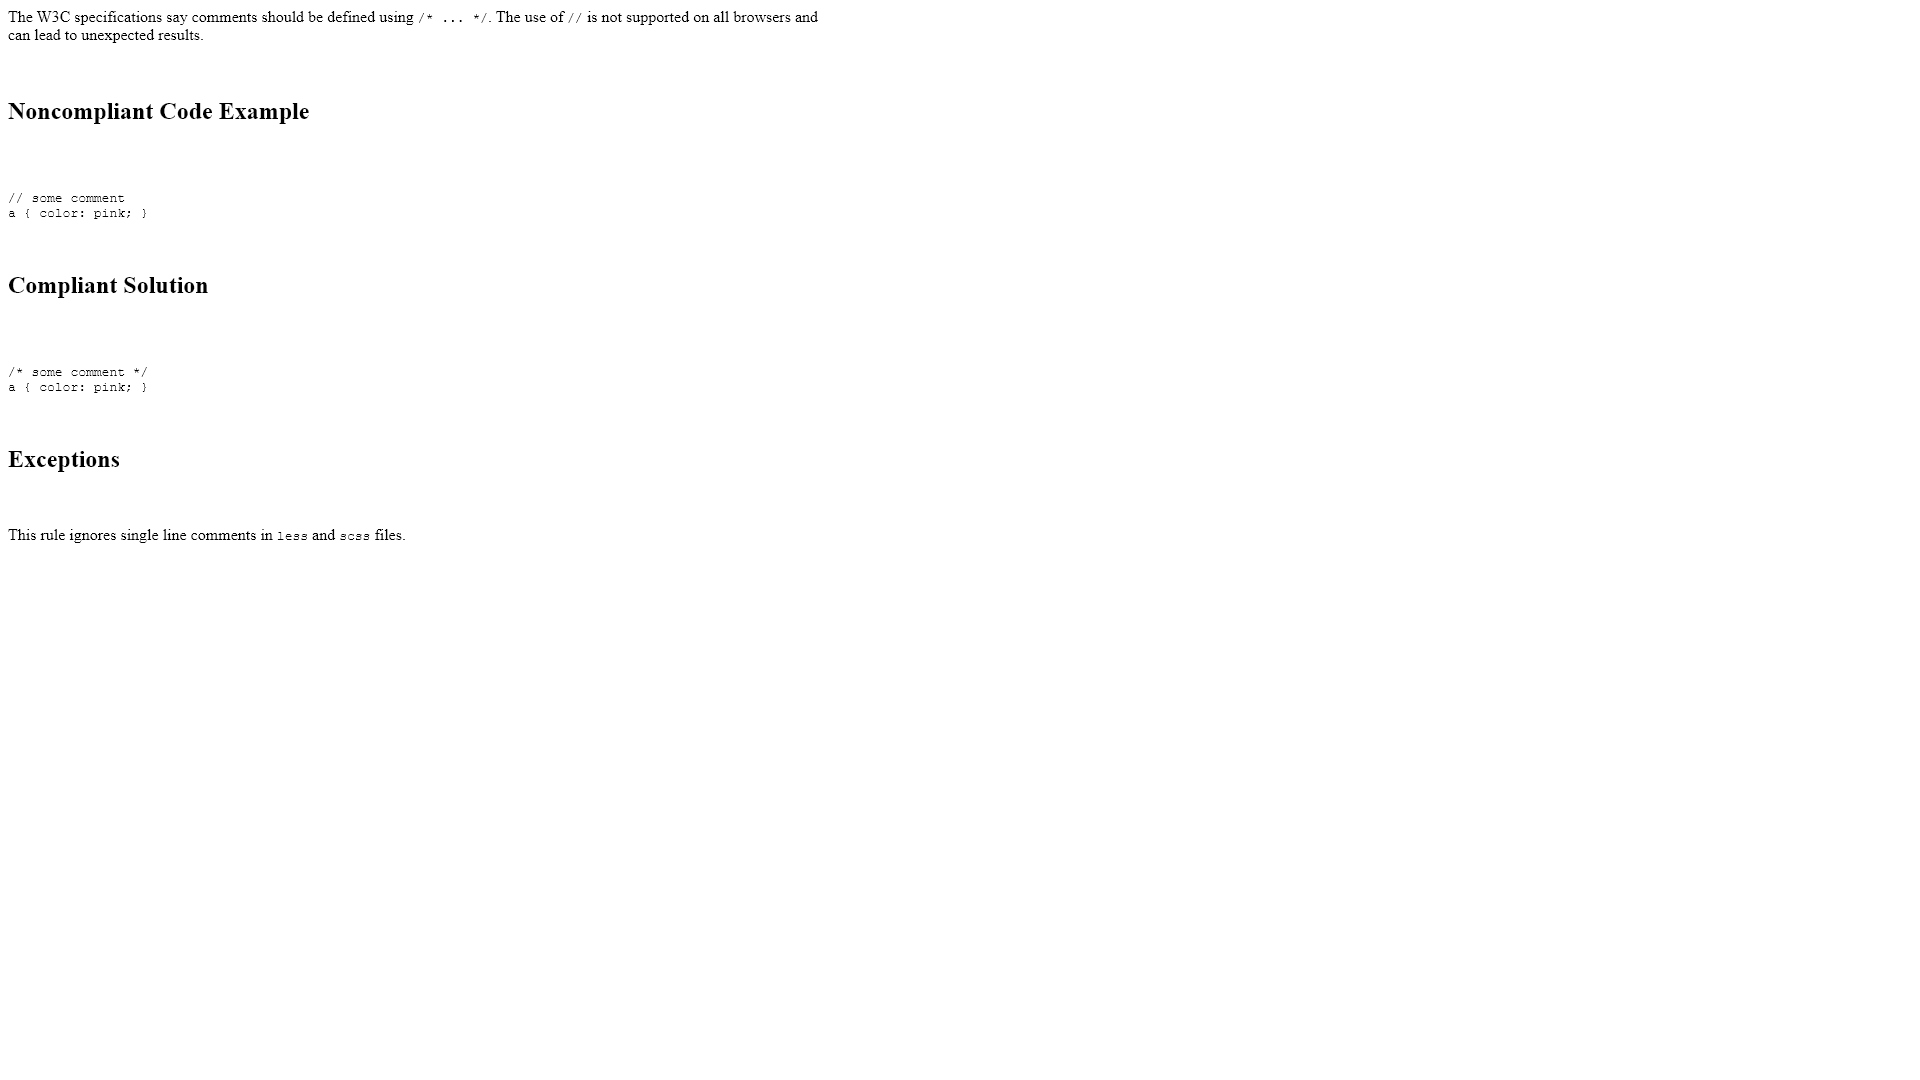 The W3C specifications say comments should be defined using /* ... */. The use of // is not supported on all browsers and
can lead to unexpected results.
Noncompliant Code Example
// some comment
a { color: pink; }
Compliant Solution
/* some comment */
a { color: pink; }
Exceptions
This rule ignores single line comments in less and scss files.